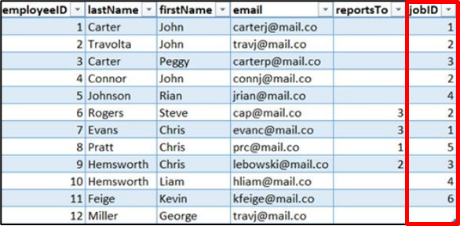 employeeID lastName firstName email reportsTo jobID
1 Carter John carterj@mail.co 1
2 Travolta John travj@mail.co 2
3 Carter Peggy carterp@mail.co 3
4 Connor John connj@mail.co 2
5 Johnson Rian jrian@mail.co 4
6 Rogers Steve cap@mail.co 3 2
7 Evans Chris evanc@mail.co 3 1
8 Pratt Chris prc@mail.co 1 5
9 Hemsworth Chris lebowski@mail.co 2 3
10 Hemsworth Liam hliam@mail.co 4
11 Feige Kevin kfeige@mail.co 6
12 Miller George travj@mail.co